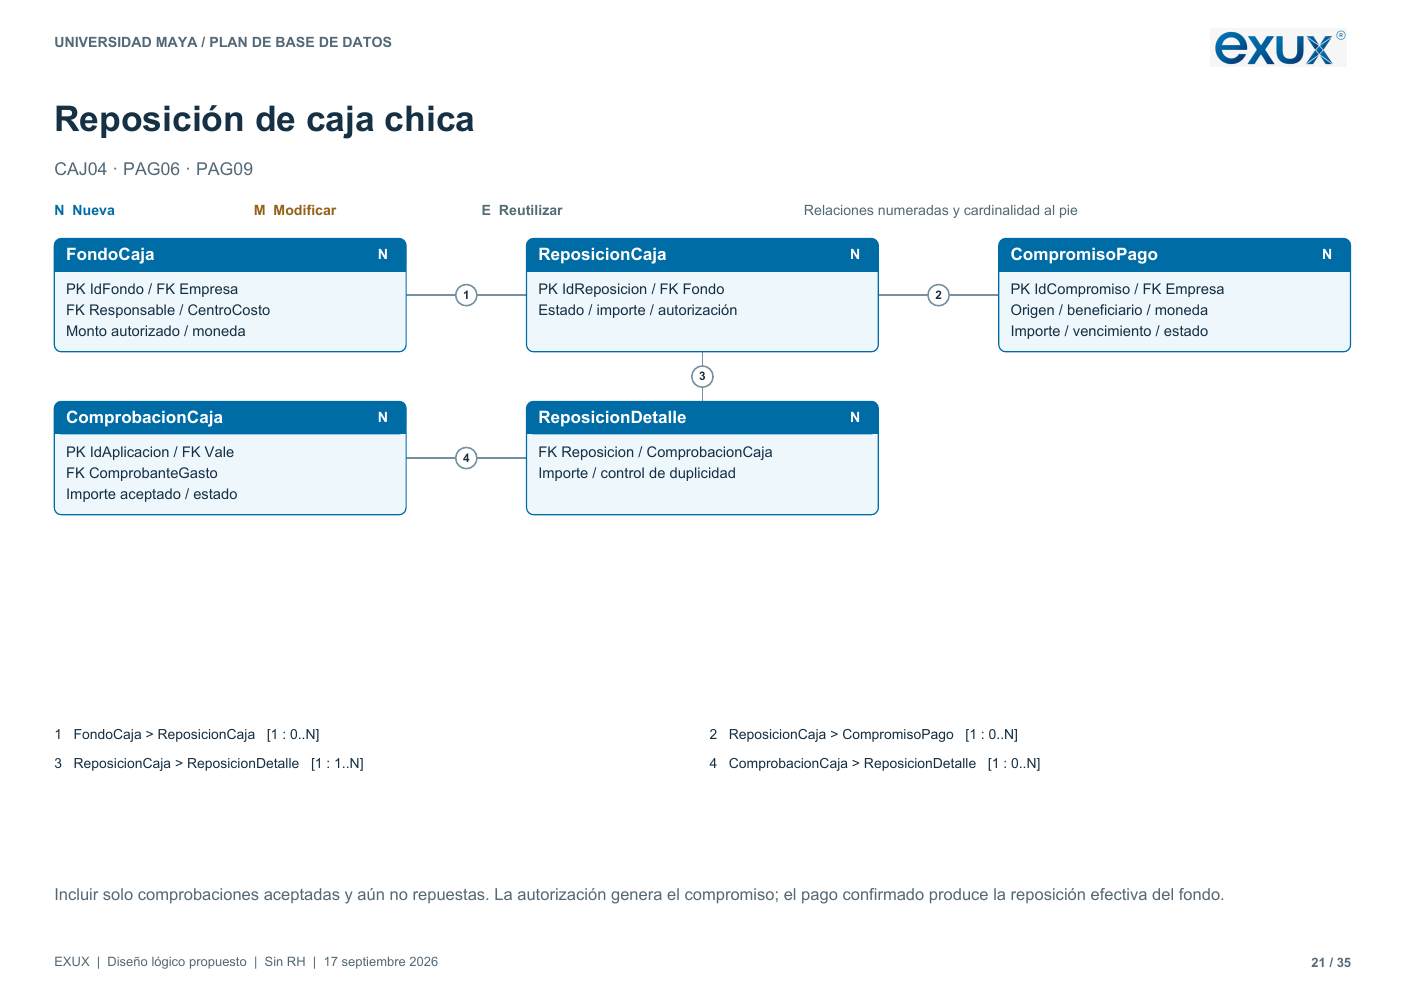 UNIVERSIDAD MAYA / PLAN DE BASE DE DATOS
exux®
Reposición de caja chica
CAJ04 · PAG06 · PAG09
N Nueva
M Modificar
E Reutilizar
Relaciones numeradas y cardinalidad al pie
FondoCaja N
PK IdFondo / FK Empresa
FK Responsable / CentroCosto
Monto autorizado / moneda
1
ReposicionCaja N
PK IdReposicion / FK Fondo
Estado / importe / autorización
2
CompromisoPago N
PK IdCompromiso / FK Empresa
Origen / beneficiario / moneda
Importe / vencimiento / estado
3
ComprobacionCaja N
PK IdAplicacion / FK Vale
FK ComprobanteGasto
Importe aceptado / estado
4
ReposicionDetalle N
FK Reposicion / ComprobacionCaja
Importe / control de duplicidad
1 FondoCaja > ReposicionCaja [1 : 0..N]
2 ReposicionCaja > CompromisoPago [1 : 0..N]
3 ReposicionCaja > ReposicionDetalle [1 : 1..N]
4 ComprobacionCaja > ReposicionDetalle [1 : 0..N]
Incluir solo comprobaciones aceptadas y aún no repuestas. La autorización genera el compromiso; el pago confirmado produce la reposición efectiva del fondo.
EXUX | Diseño lógico propuesto | Sin RH | 17 septiembre 2026
21 / 35